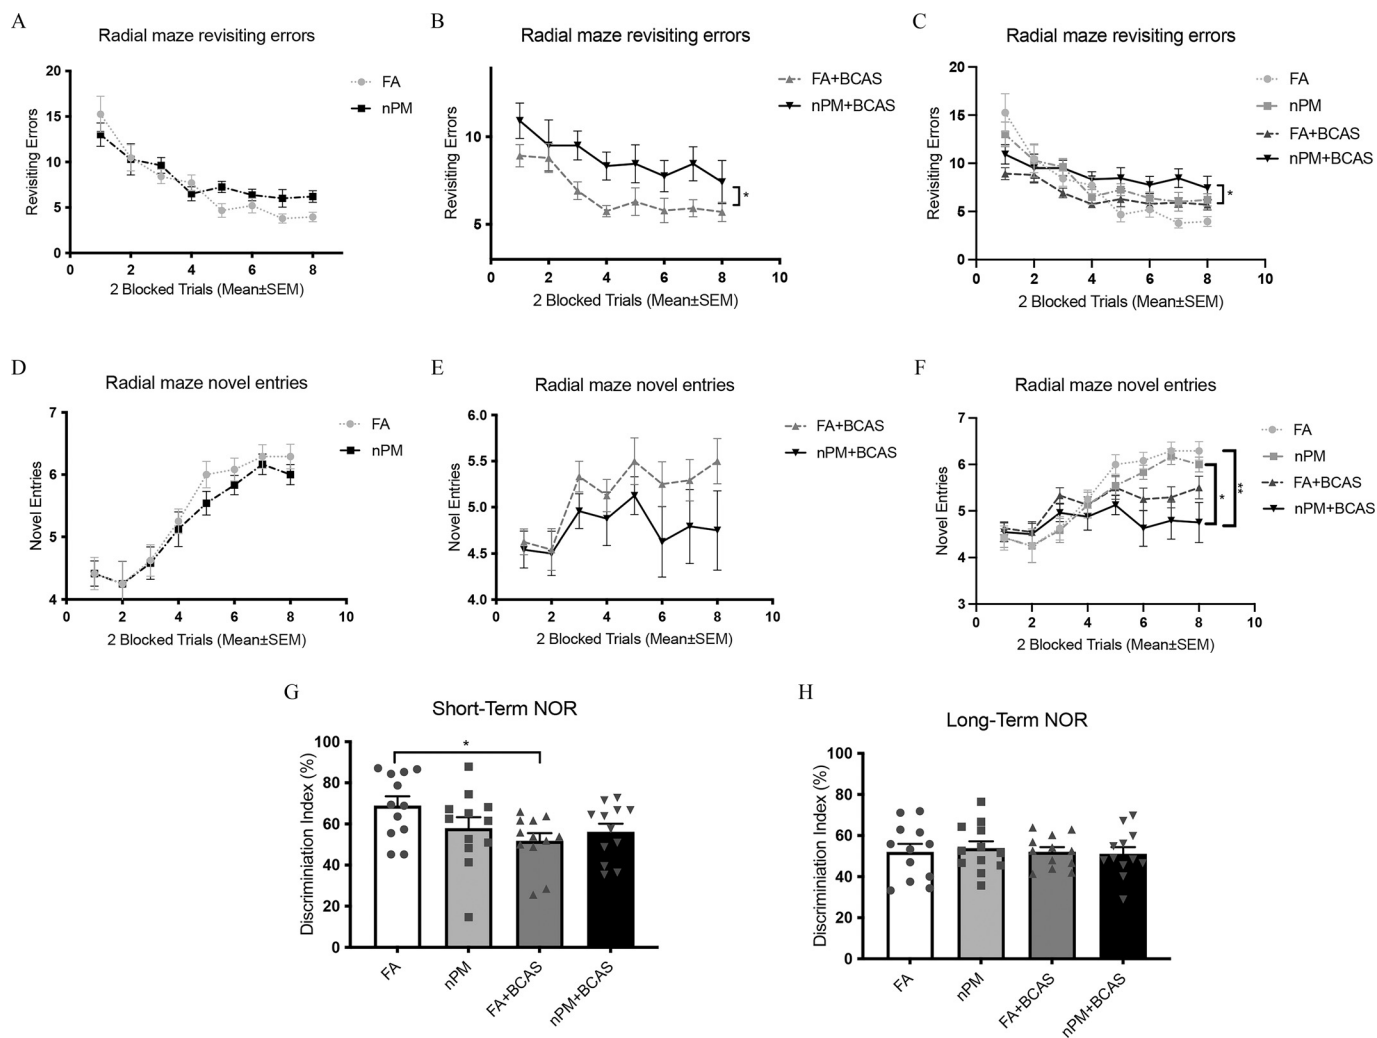 A
Radial maze revisiting errors
20
15
10
5
0
0 2 4 6 8
Revisiting Errors
2 Blocked Trials (Mean±SEM)
FA
nPM
B
Radial maze revisiting errors
10
5
0 2 4 6 8 10
Revisiting Errors
2 Blocked Trials (Mean±SEM)
FA+BCAS
nPM+BCAS
*
C
Radial maze revisiting errors
20
15
10
5
0
0 2 4 6 8 10
Revisiting Errors
2 Blocked Trials (Mean±SEM)
FA
nPM
FA+BCAS
nPM+BCAS
*
D
Radial maze novel entries
7
6
5
4
0 2 4 6 8 10
Novel Entries
2 Blocked Trials (Mean±SEM)
FA
nPM
E
Radial maze novel entries
6.0
5.5
5.0
4.5
4.0
0 2 4 6 8 10
Novel Entries
2 Blocked Trials (Mean±SEM)
FA+BCAS
nPM+BCAS
F
Radial maze novel entries
7
6
5
4
3
0 2 4 6 8 10
Novel Entries
2 Blocked Trials (Mean±SEM)
FA
nPM
FA+BCAS
nPM+BCAS
*
**
G
Short-Term NOR
100
80
60
40
20
0
Discriminiation Index (%)
*
FA
nPM
FA+BCAS
nPM+BCAS
H
Long-Term NOR
100
80
60
40
20
0
Discriminiation Index (%)
FA
nPM
FA+BCAS
nPM+BCAS